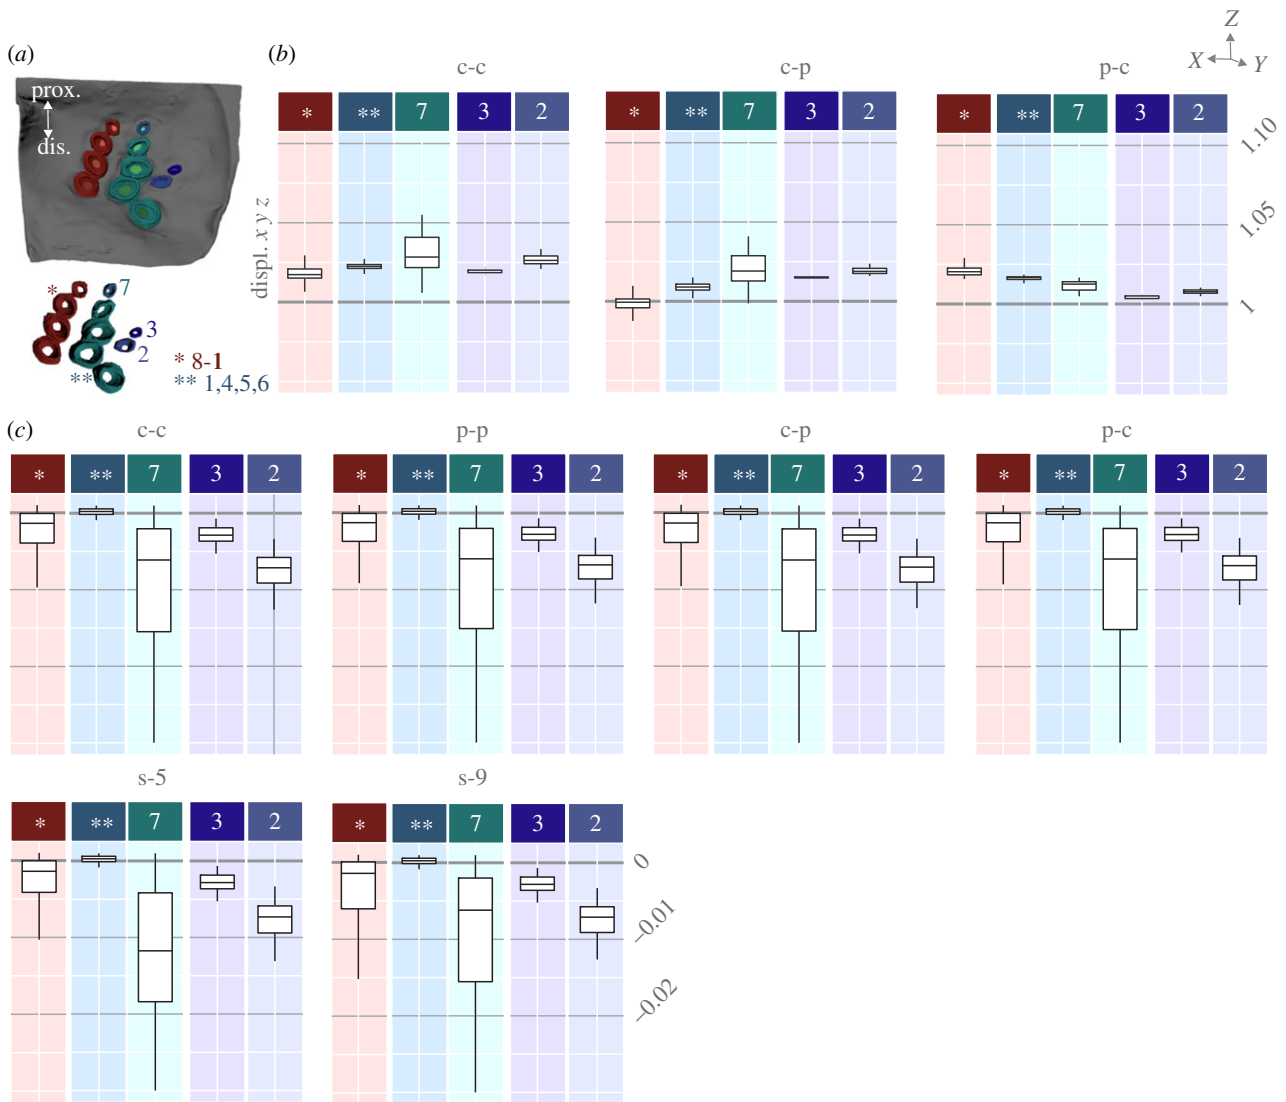 (a)
prox.
dis.
* 7
3
2
* 8-1
** ** 1,4,5,6
(b)
c-c c-p p-c
Z
X Y
* ** 7 3 2
* ** 7 3 2
* ** 7 3 2
displ. x y z
1.10
1.05
1
(c)
c-c p-p c-p p-c
* ** 7 3 2
* ** 7 3 2
* ** 7 3 2
* ** 7 3 2
s-5 s-9
* ** 7 3 2
* ** 7 3 2
0
–0.01
–0.02